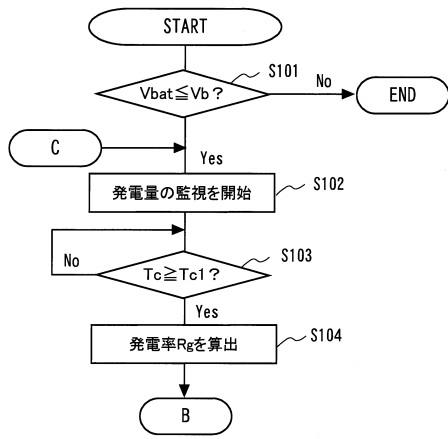 START
S101
Vbat≦Vb?
No
END
C
Yes
発電量の監視を開始
S102
S103
No
Tc≧Tc1?
Yes
発電率Rgを算出
S104
B